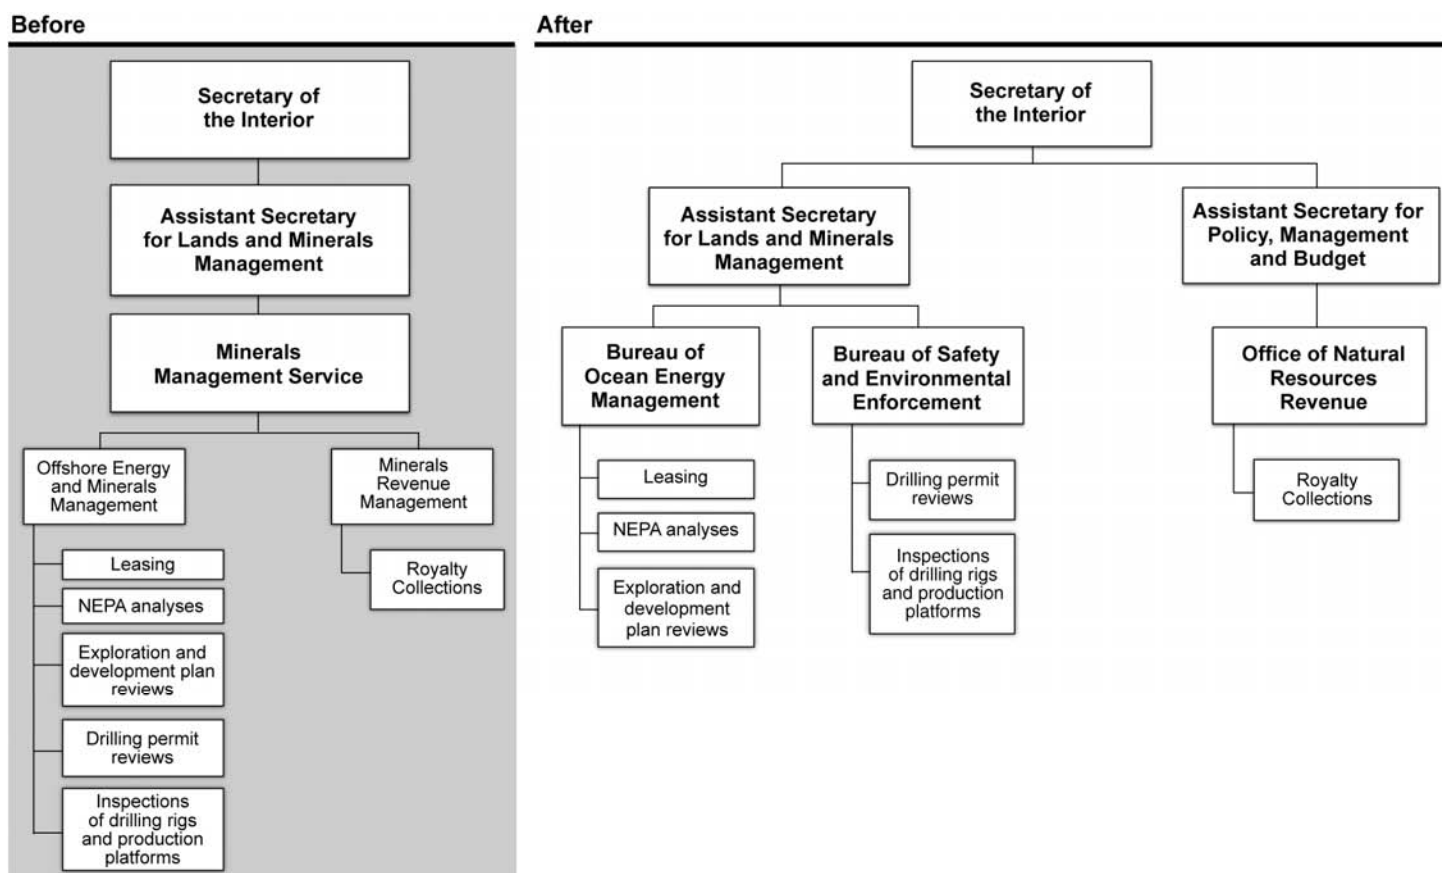 Before
Secretary of
the Interior
Assistant Secretary
for Lands and Minerals
Management
Minerals
Management Service
Offshore Energy
and Minerals
Management
Minerals
Revenue
Management
Leasing
NEPA analyses
Exploration and
development plan
reviews
Drilling permit
reviews
Inspections
of drilling rigs
and production
platforms
Royalty
Collections
After
Secretary of
the Interior
Assistant Secretary
for Lands and Minerals
Management
Assistant Secretary for
Policy, Management
and Budget
Bureau of
Ocean Energy
Management
Bureau of Safety
and Environmental
Enforcement
Office of Natural
Resources
Revenue
Leasing
NEPA analyses
Exploration and
development
plan reviews
Drilling permit
reviews
Inspections
of drilling rigs
and production
platforms
Royalty
Collections